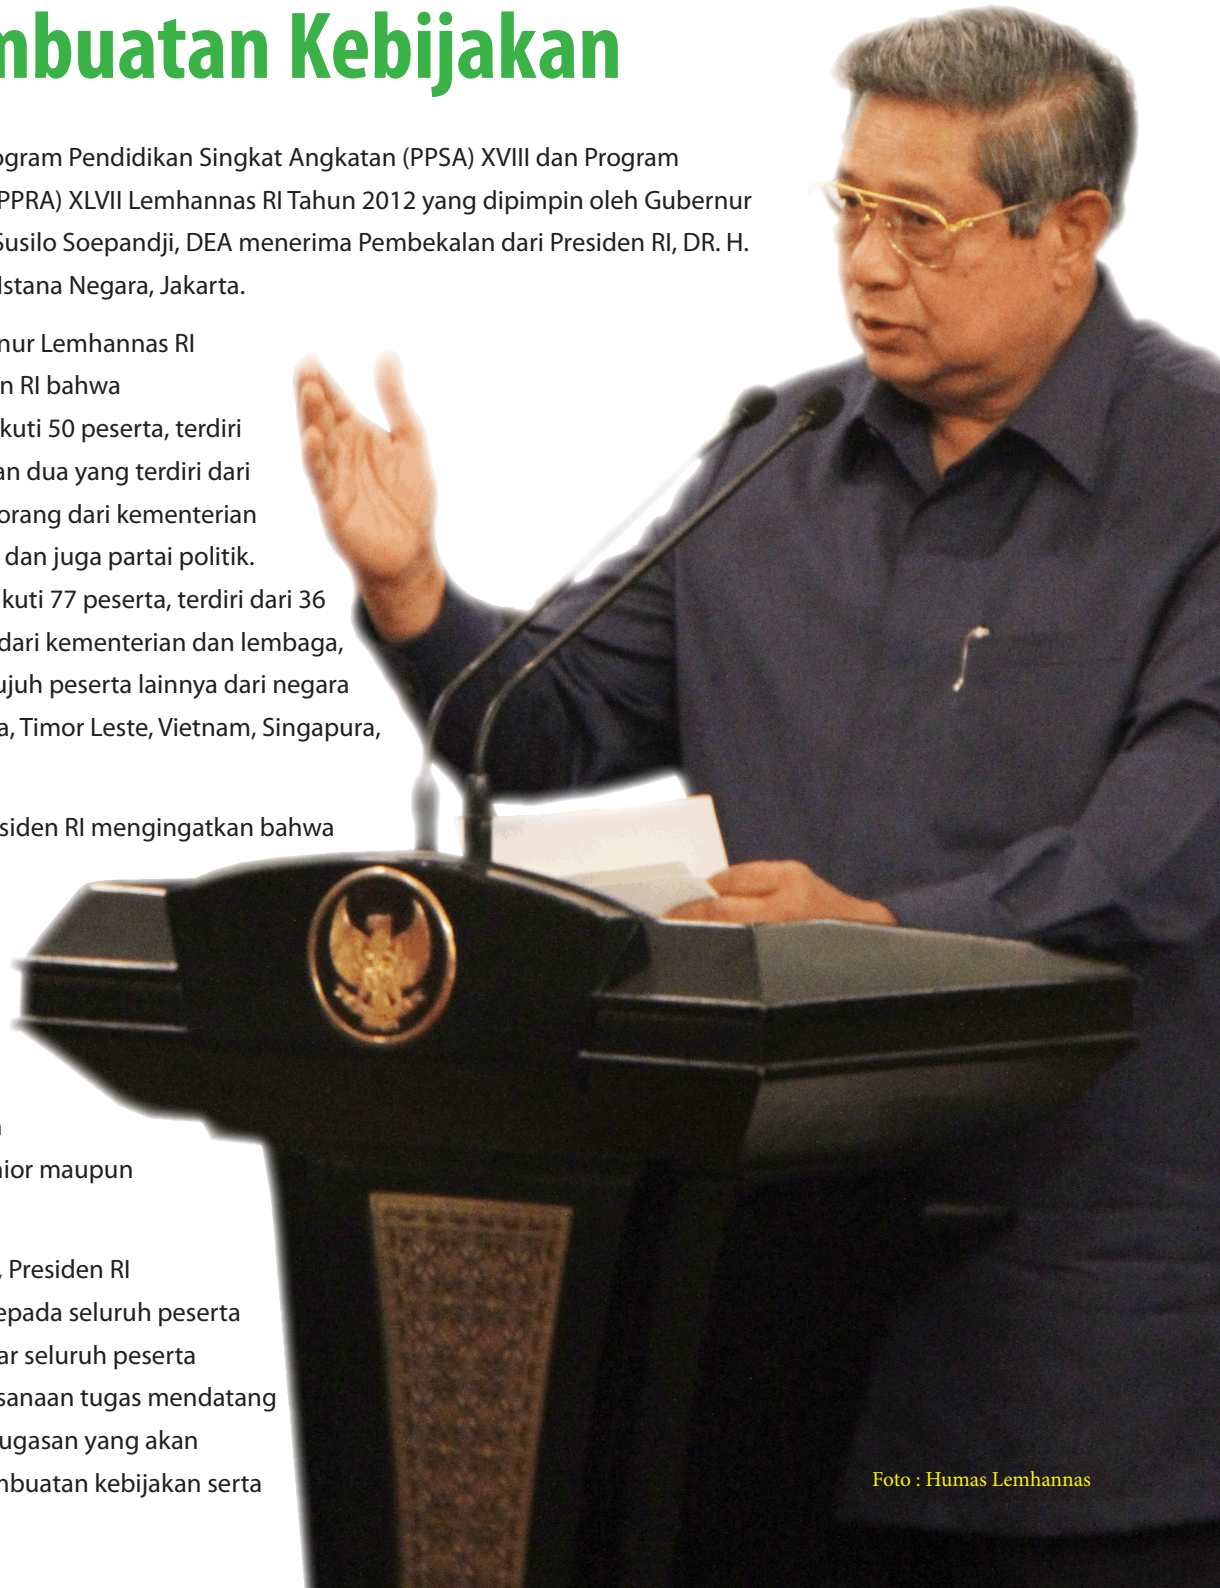 mbuatan Kebijakan
ogram Pendidikan Singkat Angkatan (PPSA) XVIII dan Program
PPRA) XLVII Lemhannas RI Tahun 2012 yang dipimpin oleh Gubernur
Susilo Soepandji, DEA menerima Pembekalan dari Presiden RI, DR. H.
Istana Negara, Jakarta.
nur Lemhannas RI
n RI bahwa
kuti 50 peserta, terdiri
an dua yang terdiri dari
orang dari kementerian
dan juga partai politik.
kuti 77 peserta, terdiri dari 36
dari kementerian dan lembaga,
ujuh peserta lainnya dari negara
a, Timor Leste, Vietnam, Singapura,
siden RI mengingatkan bahwa
nior maupun
, Presiden RI
epada seluruh peserta
ar seluruh peserta
sanaan tugas mendatang
ugasan yang akan
mbuatan kebijakan serta
Foto : Humas Lemhannas